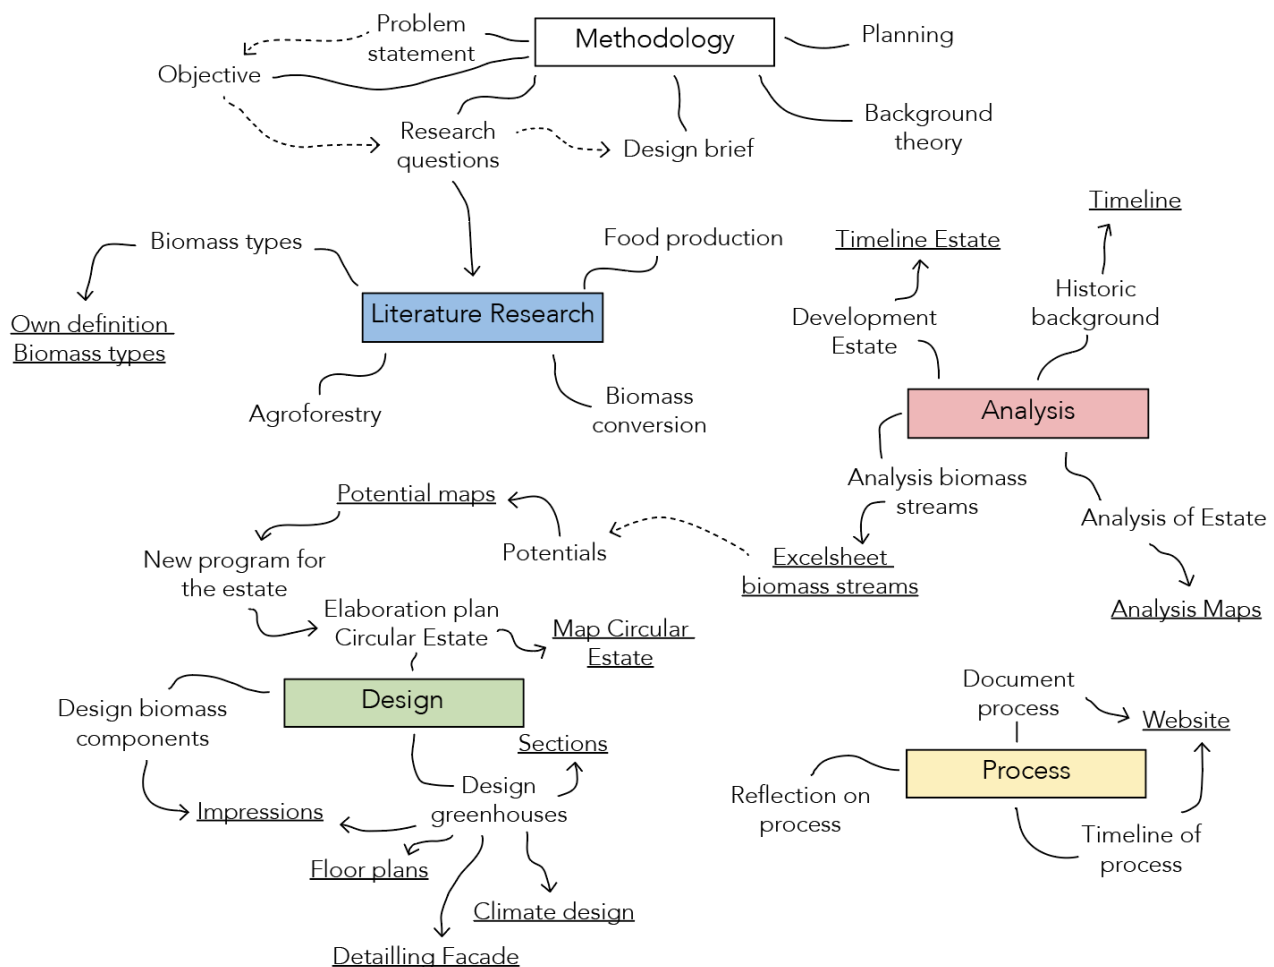 Problem
statement
Methodology
Planning
Objective
Research
questions
Design brief
Background
theory
Timeline
Biomass types
Food production
Timeline Estate
Own definition
Biomass types
Literature Research
Development
Estate
Historic
background
Agroforestry
Biomass
conversion
Analysis
Potential maps
Analysis biomass
streams
Analysis of Estate
New program for
the estate
Potentials
Excelsheet
biomass streams
Analysis Maps
Elaboration plan
Circular Estate
Map Circular
Estate
Design biomass
components
Design
Sections
Document
process
Website
Process
Reflection on
process
Timeline of
process
Impressions
Design
greenhouses
Floor plans
Climate design
Detailling Facade